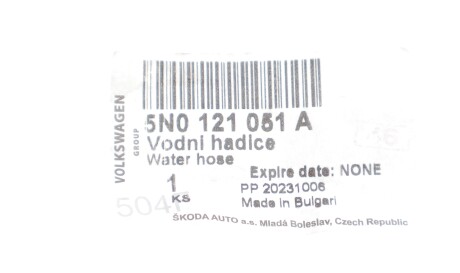 VOLKSWAGEN
GROUP
5N0 121 051 A
Vodní hadice
Water hose
Expire date: NONE
1
KS
PP 20231006
Made in Bulgari
504
ŠKODA AUTO a.s. Mladá Boleslav, Czech Republic